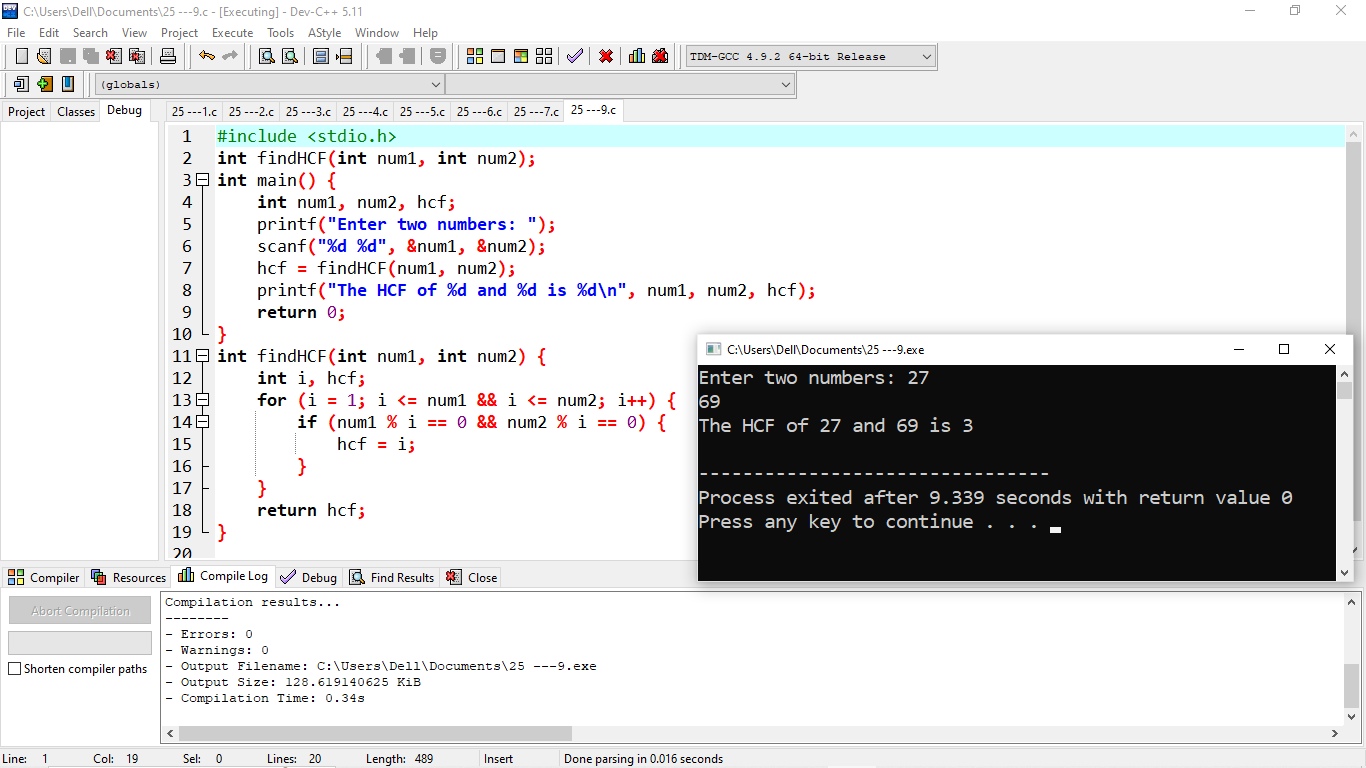 C:\Users\Dell\Documents\25 ---9.c - [Executing] - Dev-C++ 5.11
File Edit Search View Project Execute Tools AStyle Window Help
TDM-GCC 4.9.2 64-bit Release
(globals)
Project Classes Debug
25 ---1.c 25 ---2.c 25 ---3.c 25 ---4.c 25 ---5.c 25 ---6.c 25 ---7.c 25 ---9.c
1 #include <stdio.h>
2 int findHCF(int num1, int num2);
3 int main() {
4 int num1, num2, hcf;
5 printf("Enter two numbers: ");
6 scanf("%d %d", &num1, &num2);
7 hcf = findHCF(num1, num2);
8 printf("The HCF of %d and %d is %d\n", num1, num2, hcf);
9 return 0;
10 }
11 int findHCF(int num1, int num2) {
12 int i, hcf;
13 for (i = 1; i <= num1 && i <= num2; i++) {
14 if (num1 % i == 0 && num2 % i == 0) {
15 hcf = i;
16 }
17 }
18 return hcf;
19 }
20
C:\Users\Dell\Documents\25 ---9.exe
Enter two numbers: 27
69
The HCF of 27 and 69 is 3
--------------------------------
Process exited after 9.339 seconds with return value 0
Press any key to continue . . .
Compiler Resources Compile Log Debug Find Results Close
Abort Compilation
Shorten compiler paths
Compilation results...
--------
- Errors: 0
- Warnings: 0
- Output Filename: C:\Users\Dell\Documents\25 ---9.exe
- Output Size: 128.619140625 KiB
- Compilation Time: 0.34s
Line: 1 Col: 19 Sel: 0 Lines: 20 Length: 489 Insert Done parsing in 0.016 seconds